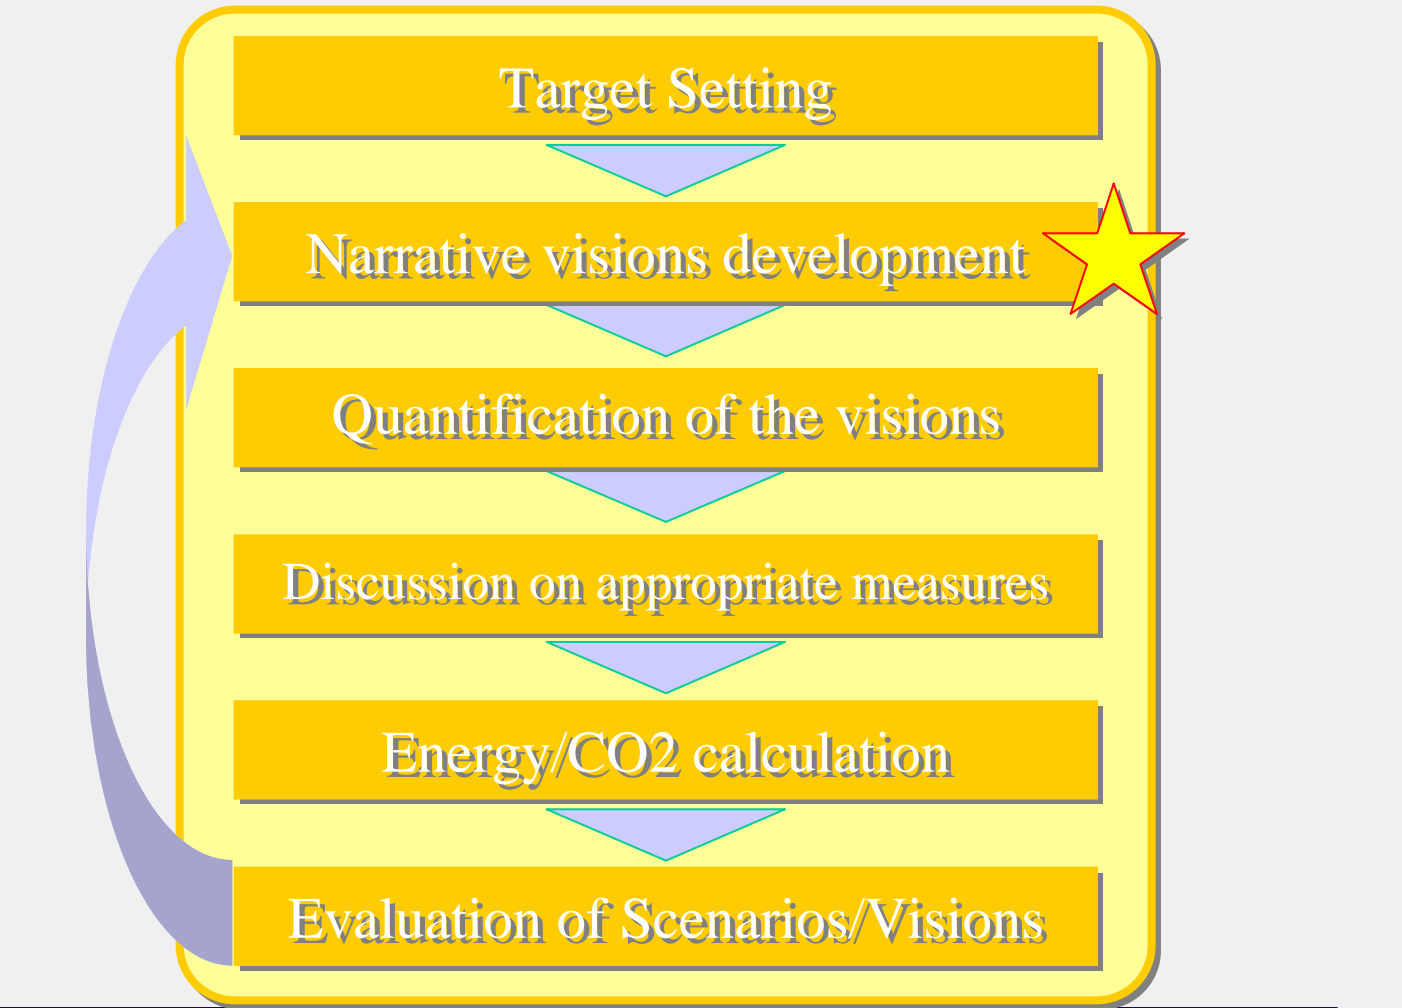 Target Setting
Narrative visions development
Quantification of the visions
Discussion on appropriate measures
Energy/CO2 calculation
Evaluation of Scenarios/Visions